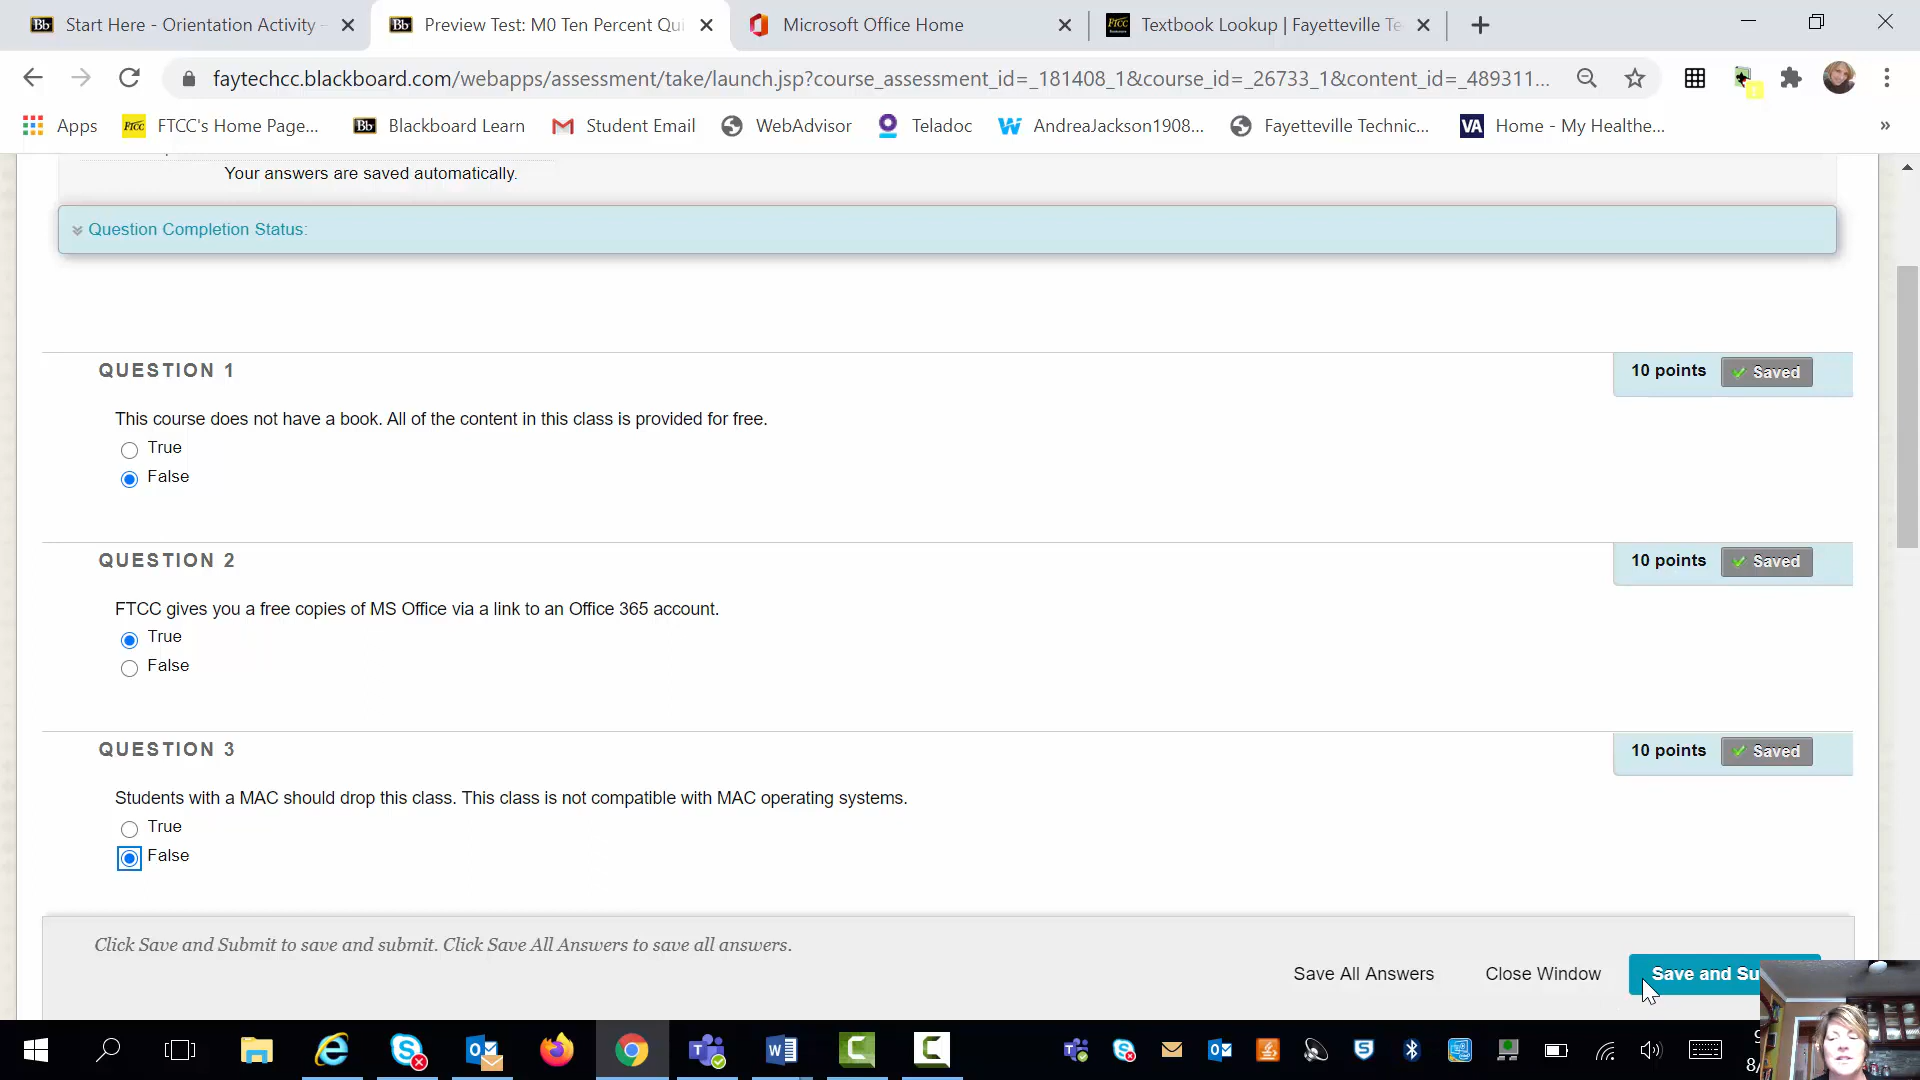 Start Here - Orientation Activity
Preview Test: M0 Ten Percent Qui
Microsoft Office Home
Textbook Lookup | Fayetteville Te
faytechcc.blackboard.com/webapps/assessment/take/launch.jsp?course_assessment_id=_181408_1&course_id=_26733_1&content_id=_489311...
Apps
FTCC's Home Page...
Blackboard Learn
Student Email
WebAdvisor
Teladoc
AndreaJackson1908...
Fayetteville Technic...
Home - My Healthe...
Your answers are saved automatically.
Question Completion Status:
QUESTION 1
10 points
Saved
This course does not have a book. All of the content in this class is provided for free.
True
False
QUESTION 2
10 points
Saved
FTCC gives you a free copies of MS Office via a link to an Office 365 account.
True
False
QUESTION 3
10 points
Saved
Students with a MAC should drop this class. This class is not compatible with MAC operating systems.
True
False
Click Save and Submit to save and submit. Click Save All Answers to save all answers.
Save All Answers
Close Window
Save and Su